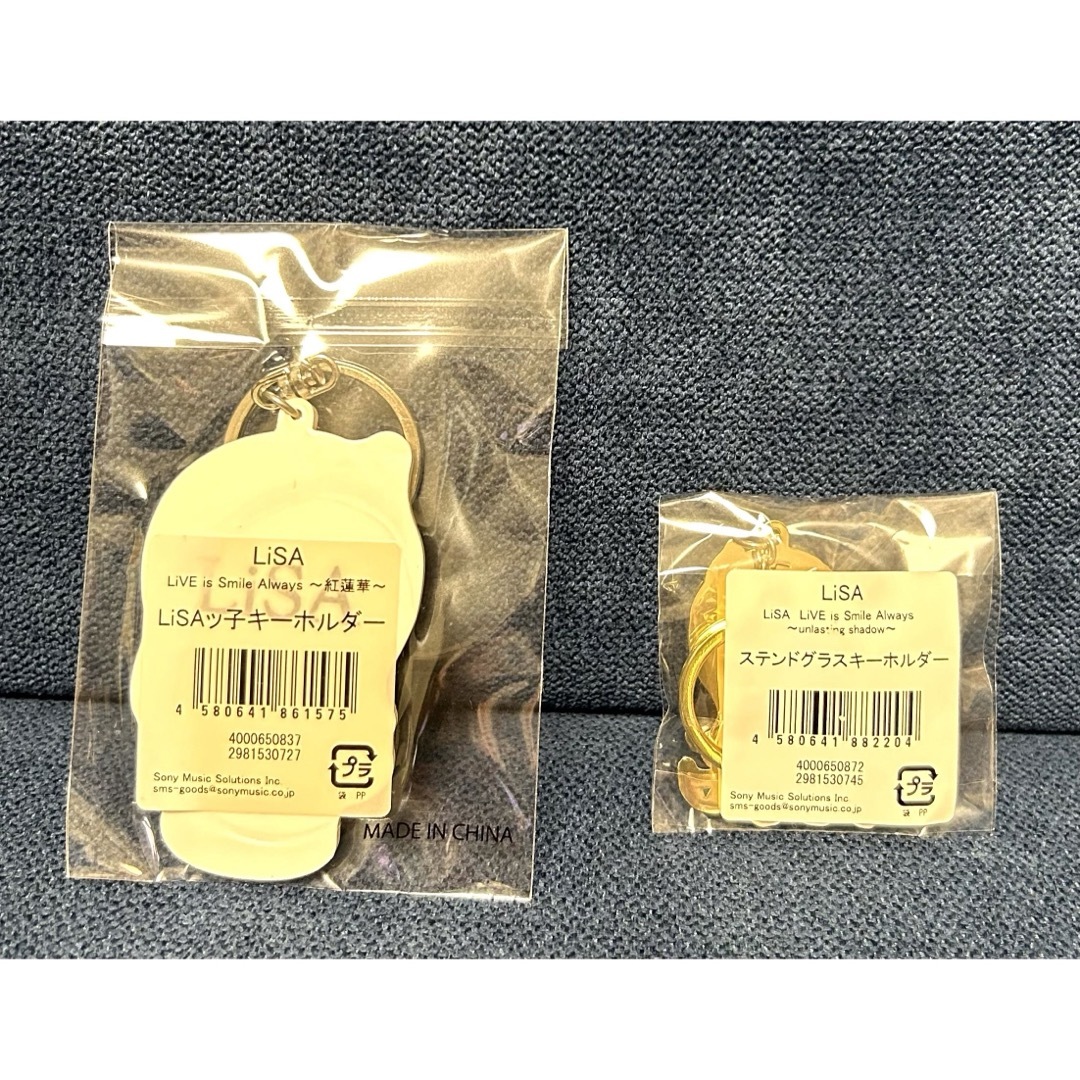 LiSA
LiVE is Smile Always ～紅蓮華～
LiSAッ子キーホルダー
4 580641 861575
4000650837
2981530727
プラ
袋 PP
Sony Music Solutions Inc.
sms-goods@sonymusic.co.jp
MADE IN CHINA
LiSA
LiSA LiVE is Smile Always
～unlasting shadow～
ステンドグラスキーホルダー
4 580641 882204
4000650872
2981530745
プラ
袋 PP
Sony Music Solutions Inc.
sms-goods@sonymusic.co.jp